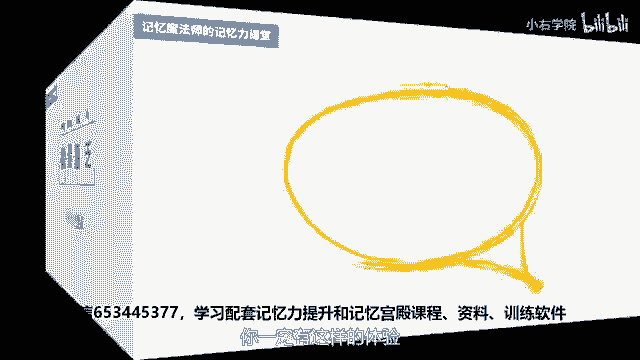 记忆魔法师的记忆力课堂
小右学院 bilibili
653445377，学习配套记忆力提升和记忆宫殿课程、资料、训练软件
你一定有这样的体验